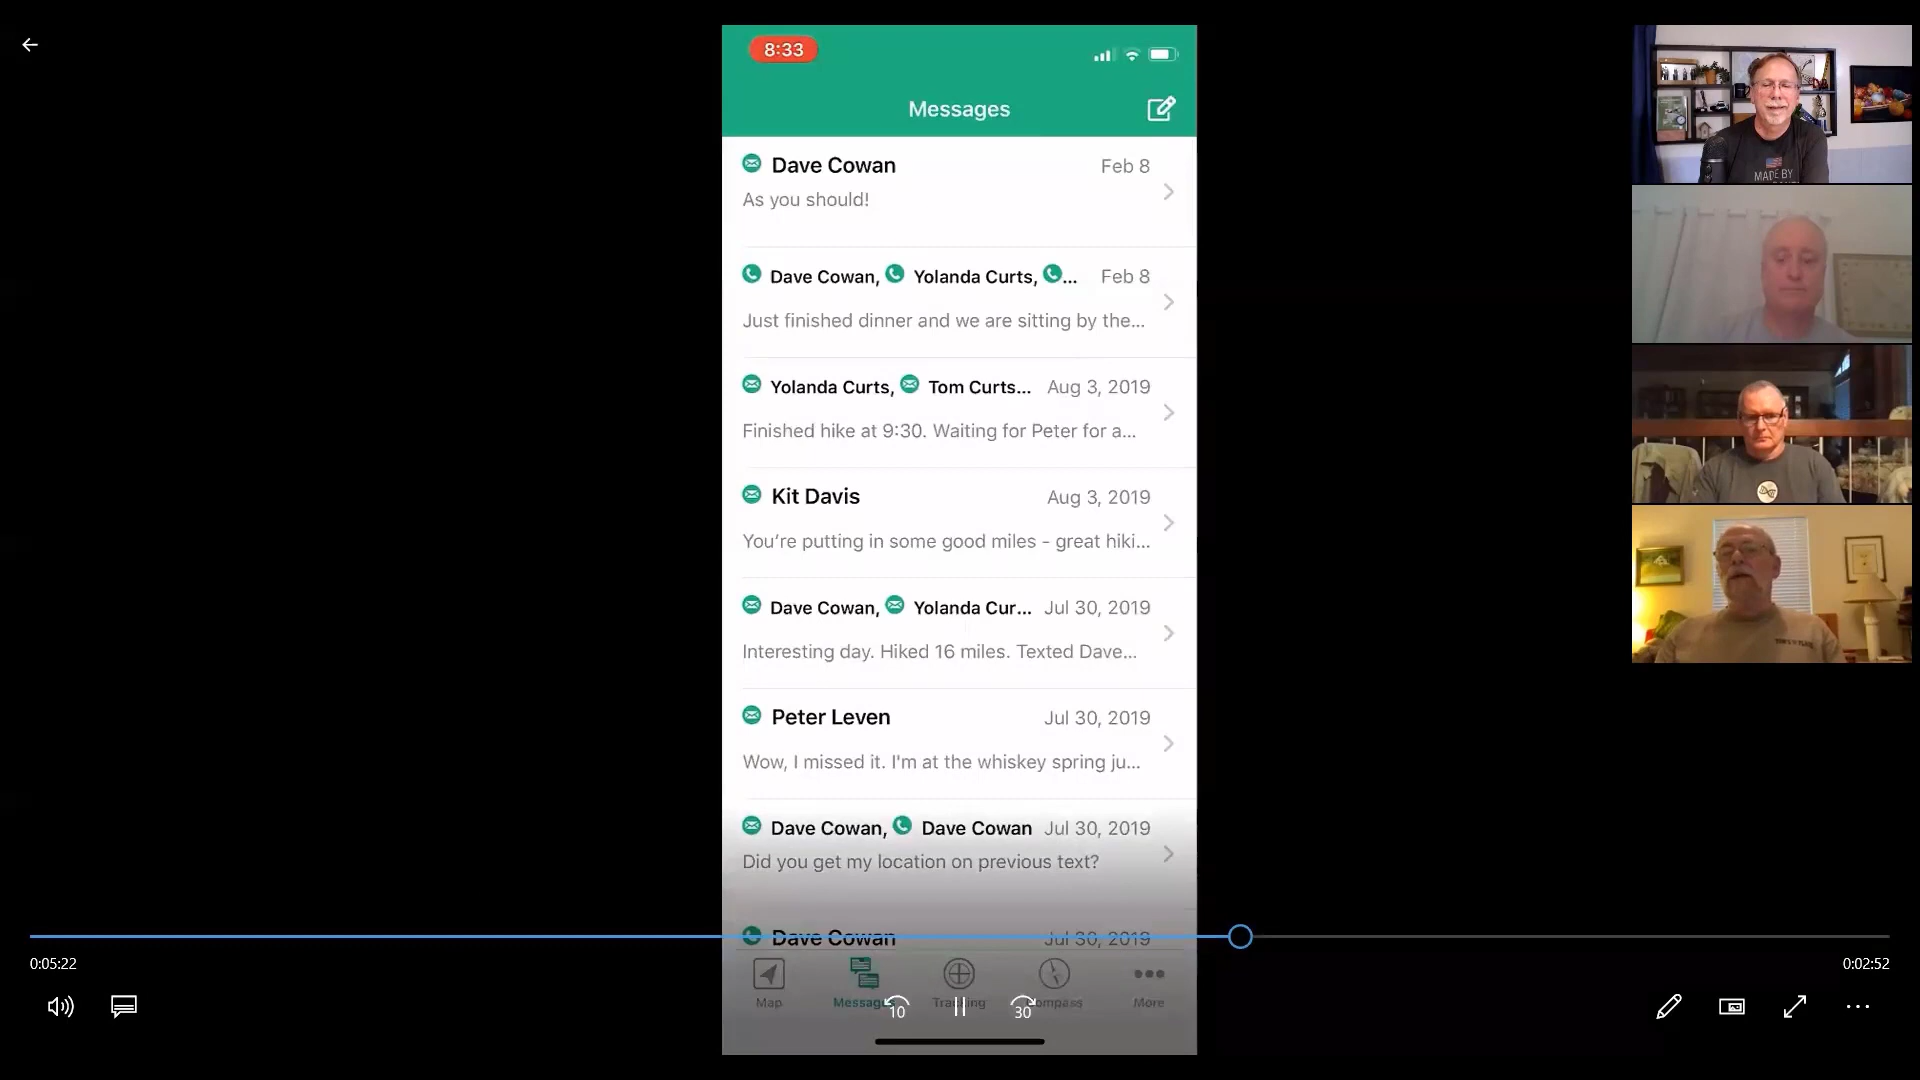 8:33
Messages
Dave Cowan Feb 8
As you should!
Dave Cowan, Yolanda Curts, ... Feb 8
Just finished dinner and we are sitting by the...
Yolanda Curts, Tom Curts... Aug 3, 2019
Finished hike at 9:30. Waiting for Peter for a...
Kit Davis Aug 3, 2019
You’re putting in some good miles - great hiki...
Dave Cowan, Yolanda Cur... Jul 30, 2019
Interesting day. Hiked 16 miles. Texted Dave...
Peter Leven Jul 30, 2019
Wow, I missed it. I'm at the whiskey spring ju...
Dave Cowan, Dave Cowan Jul 30, 2019
Did you get my location on previous text?
Dave Cowan Jul 30, 2019
0:05:22 0:02:52
Map Messages Tracking Compass More
10 30
MADE BY